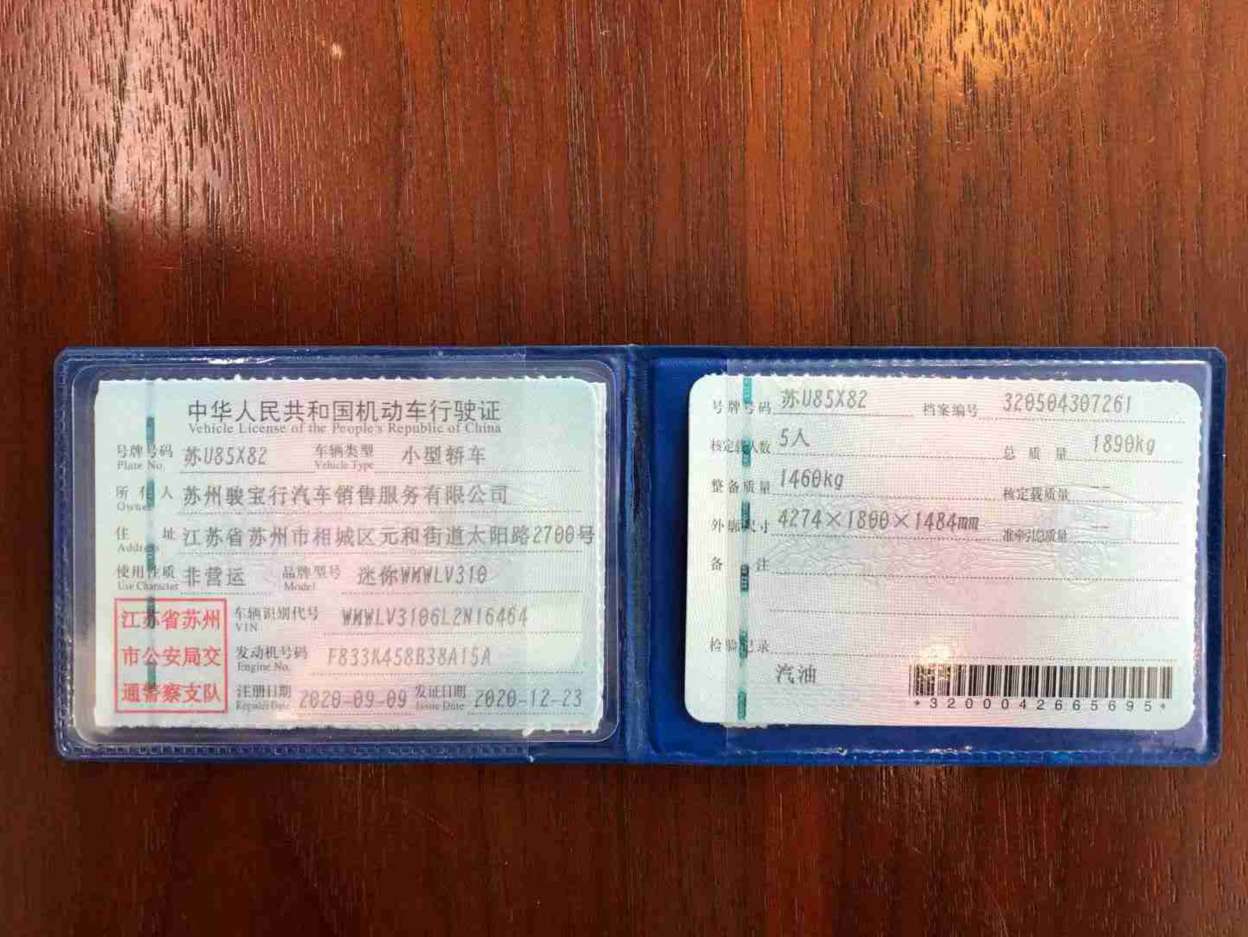 中华人民共和国机动车行驶证
Vehicle License of the People's Republic of China
号牌号码 苏U85X82 车辆类型 小型轿车
Plate No. Vehicle Type
所有人 苏州骏宝行汽车销售服务有限公司
Owner
住址 江苏省苏州市相城区元和街道太阳路2700号
Address
使用性质 非营运 品牌型号 迷你WMWLV310
Use Character Model
江苏省苏州
市公安局交
通警察支队
车辆识别代号 WMWLV3106L2N16464
VIN
发动机号码 F833K458B38A15A
Engine No.
注册日期 2020-09-09 发证日期 2020-12-23
Register Date Issue Date
号牌号码 苏U85X82 档案编号 320504307261
核定载人数 5人 总质量 1890kg
整备质量 1460kg 核定载质量 --
外廓尺寸 4274×1800×1484mm 准牵引总质量 --
备注
检验记录
汽油
*3200042665695*